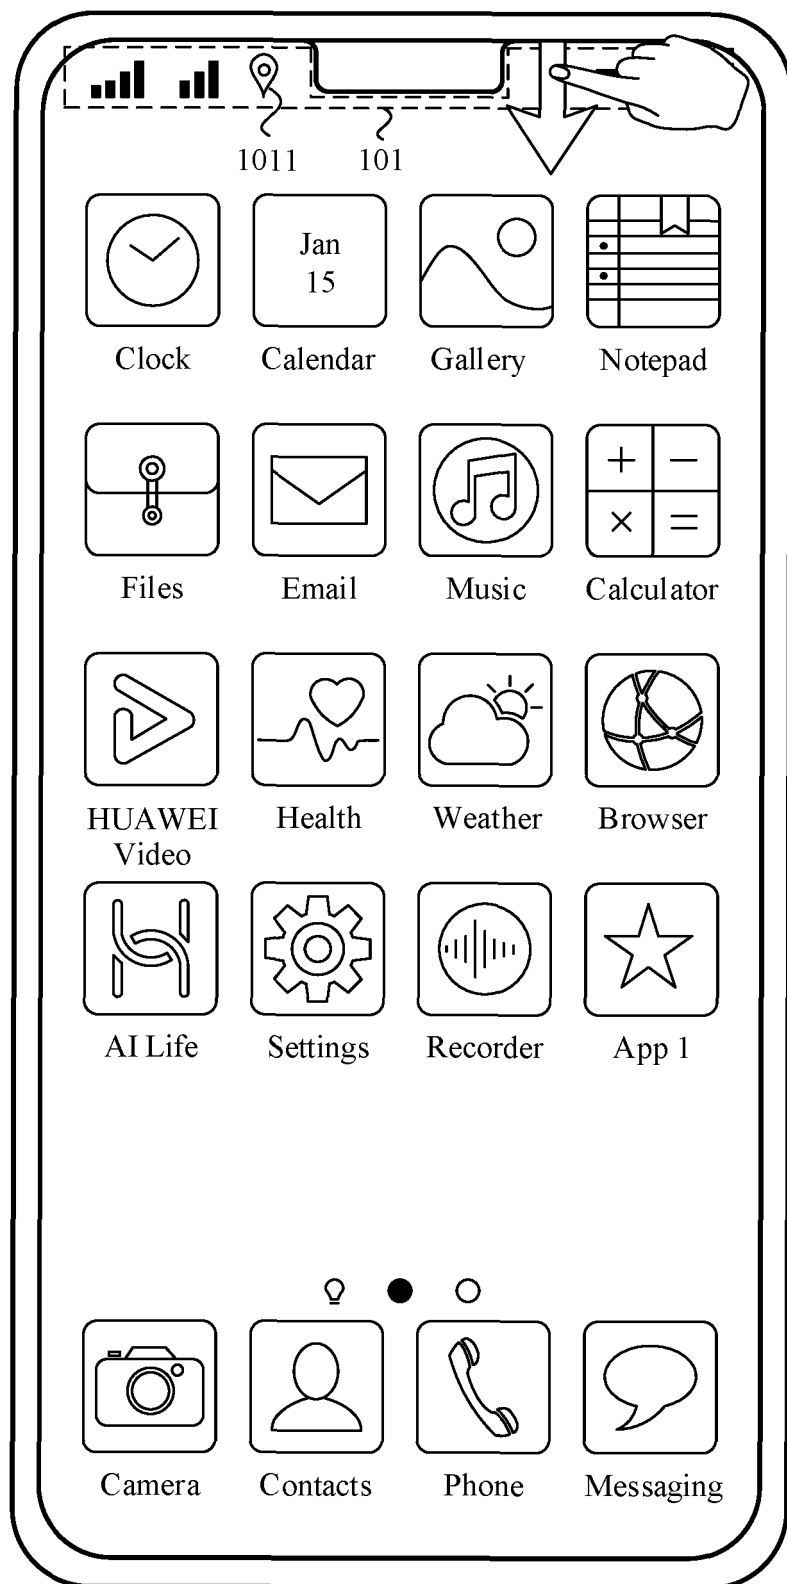 1011 101
Jan
15
Clock Calendar Gallery Notepad
Files Email Music Calculator
HUAWEI Health Weather Browser
Video
AI Life Settings Recorder App 1
Camera Contacts Phone Messaging